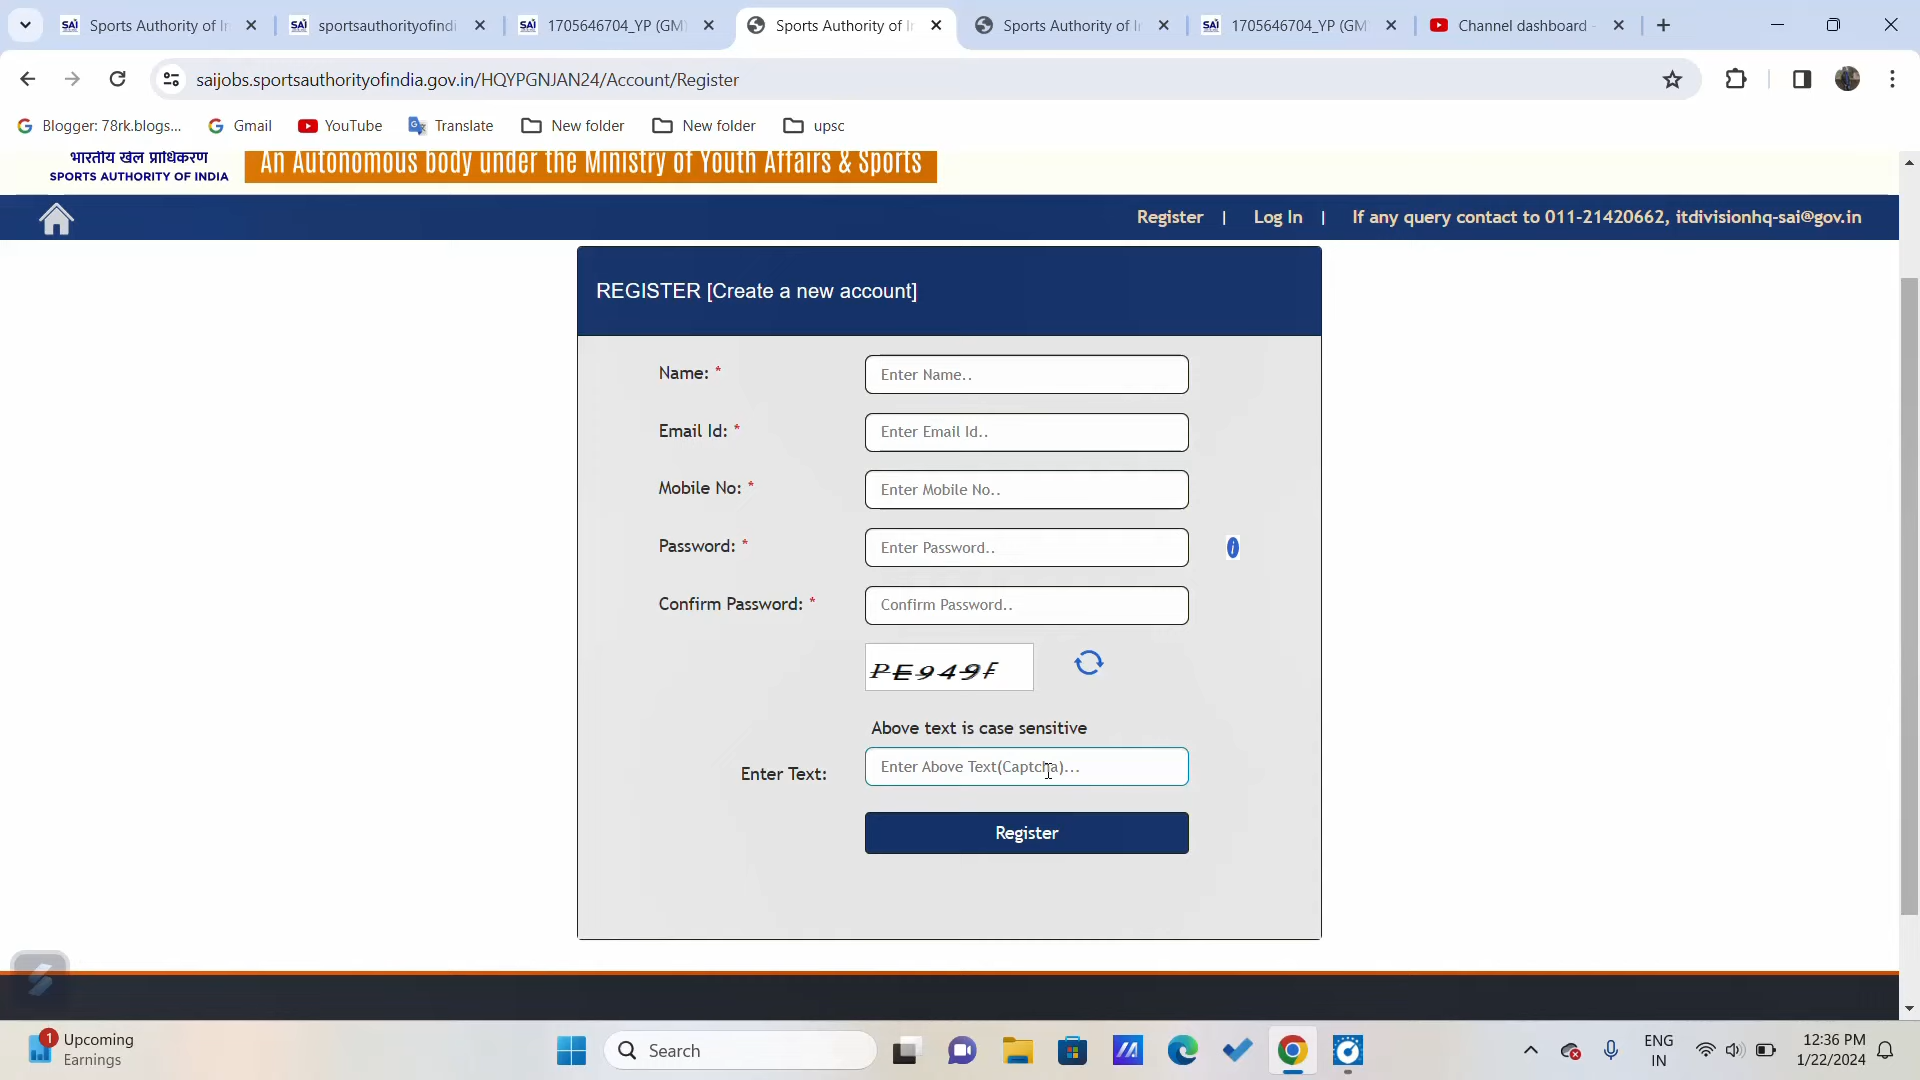 Sports Authority of In
sportsauthorityofindi
1705646704_YP (GM
Sports Authority of In
Sports Authority of In
1705646704_YP (GM
Channel dashboard -
saijobs.sportsauthorityofindia.gov.in/HQYPGNJAN24/Account/Register
Blogger: 78rk.blogs...
Gmail
YouTube
Translate
New folder
New folder
upsc
भारतीय खेल प्राधिकरण
SPORTS AUTHORITY OF INDIA
An Autonomous body under the Ministry of Youth Affairs & Sports
Register | Log In | If any query contact to 011-21420662, itdivisionhq-sai@gov.in
REGISTER [Create a new account]
Name: *
Enter Name..
Email Id: *
Enter Email Id..
Mobile No: *
Enter Mobile No..
Password: *
Enter Password..
Confirm Password: *
Confirm Password..
PE949F
Above text is case sensitive
Enter Text:
Enter Above Text(Captcha)...
Register
1
Upcoming
Earnings
Search
ENG
IN
12:36 PM
1/22/2024